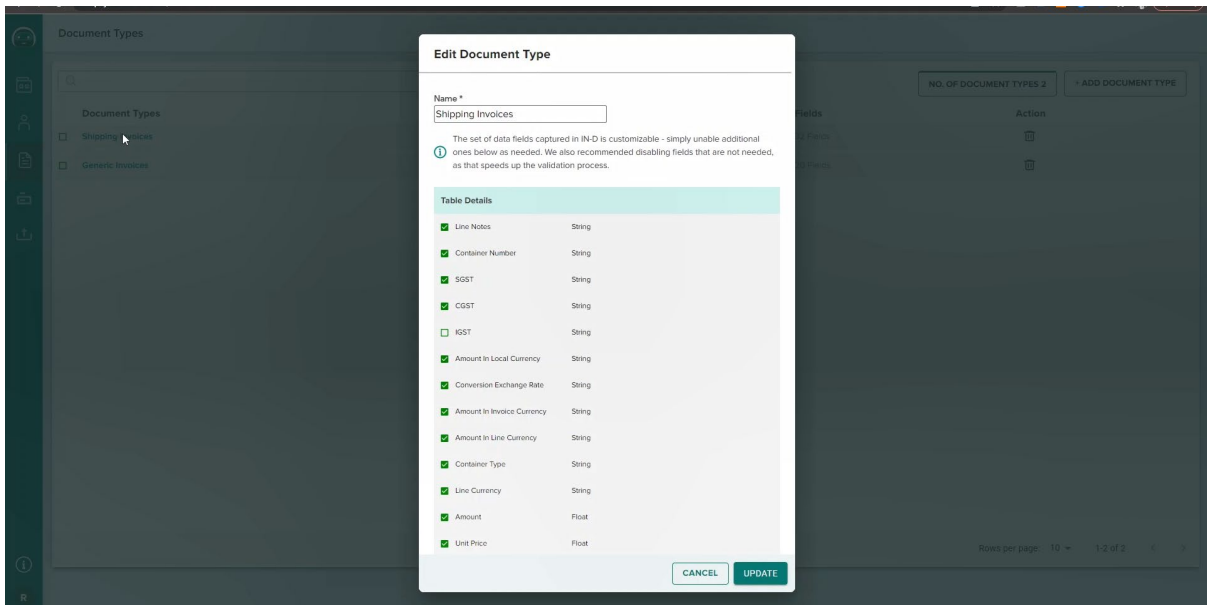 Document Types
Edit Document Type
NO. OF DOCUMENT TYPES 2
+ ADD DOCUMENT TYPE
Name *
Shipping Invoices
Document Types
Fields
Action
The set of data fields captured in IN-D is customizable - simply unable additional
ones below as needed. We also recommended disabling fields that are not needed,
as that speeds up the validation process.
Shipping Invoices
Generic Invoices
Table Details
Line Notes String
Container Number String
SGST String
CGST String
IGST String
Amount In Local Currency String
Conversion Exchange Rate String
Amount In Invoice Currency String
Amount In Line Currency String
Container Type String
Line Currency String
Amount Float
Unit Price Float
Rows per page: 10
1-2 of 2
CANCEL
UPDATE
R